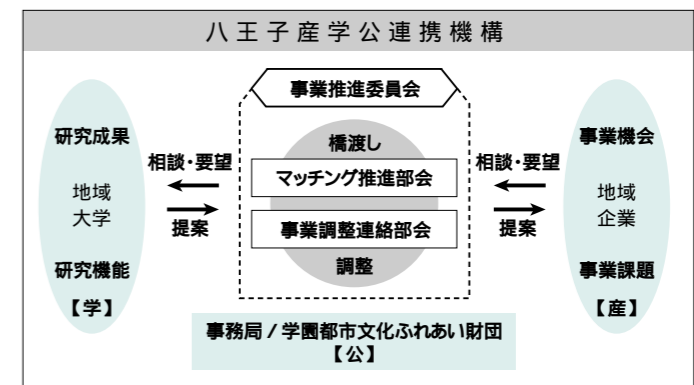 八王子産学公連携機構
事業推進委員会
研究成果
地域
大学
研究機能
【学】
相談・要望
提案
橋渡し
マッチング推進部会
事業調整連絡部会
調整
相談・要望
提案
事業機会
地域
企業
事業課題
【産】
事務局 / 学園都市文化ふれあい財団
【公】